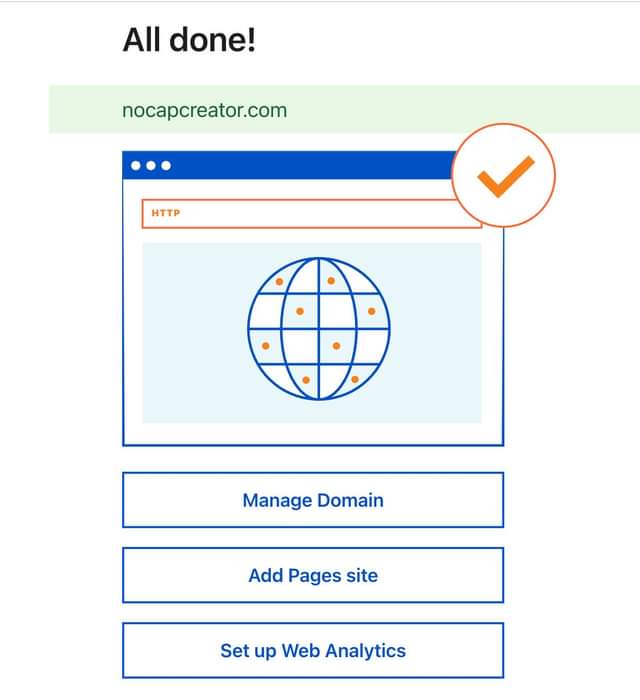 All done!
nocapcreator.com
HTTP
Manage Domain
Add Pages site
Set up Web Analytics